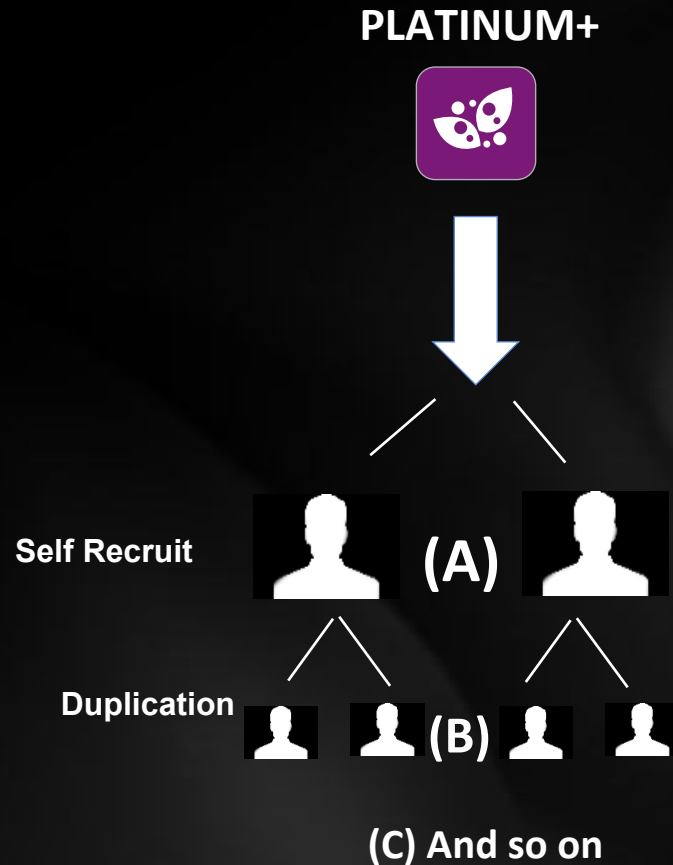 PLATINUM+
Self Recruit
(A)
Duplication
(B)
(C) And so on